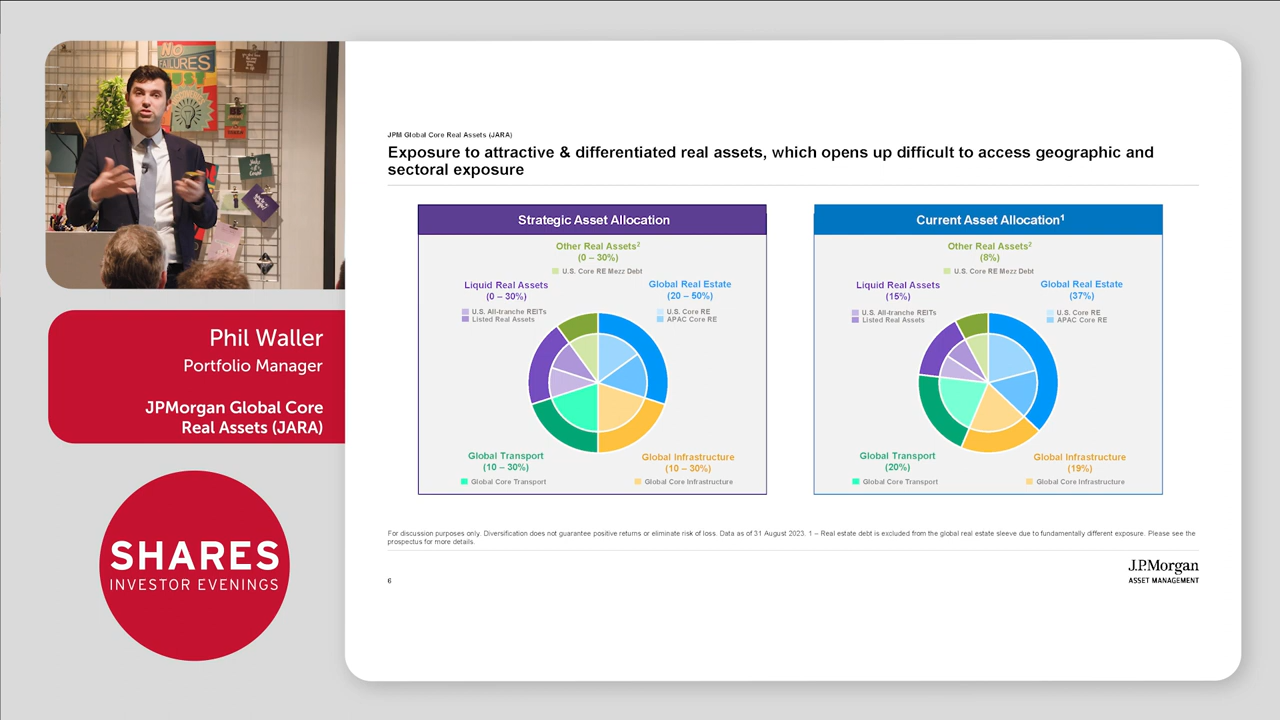 NO
FAILURES
Phil Waller
Portfolio Manager
JPMorgan Global Core
Real Assets (JARA)
SHARES
INVESTOR EVENINGS
JPM Global Core Real Assets (JARA)
Exposure to attractive & differentiated real assets, which opens up difficult to access geographic and
sectoral exposure
Strategic Asset Allocation
Other Real Assets²
(0 – 30%)
U.S. Core RE Mezz Debt
Liquid Real Assets
(0 – 30%)
U.S. All-tranche REITs
Listed Real Assets
Global Real Estate
(20 – 50%)
U.S. Core RE
APAC Core RE
Global Transport
(10 – 30%)
Global Core Transport
Global Infrastructure
(10 – 30%)
Global Core Infrastructure
Current Asset Allocation¹
Other Real Assets²
(8%)
U.S. Core RE Mezz Debt
Liquid Real Assets
(15%)
U.S. All-tranche REITs
Listed Real Assets
Global Real Estate
(37%)
U.S. Core RE
APAC Core RE
Global Transport
(20%)
Global Core Transport
Global Infrastructure
(19%)
Global Core Infrastructure
For discussion purposes only. Diversification does not guarantee positive returns or eliminate risk of loss. Data as of 31 August 2023. 1 – Real estate debt is excluded from the global real estate sleeve due to fundamentally different exposure. Please see the
prospectus for more details.
6
J.P.Morgan
ASSET MANAGEMENT